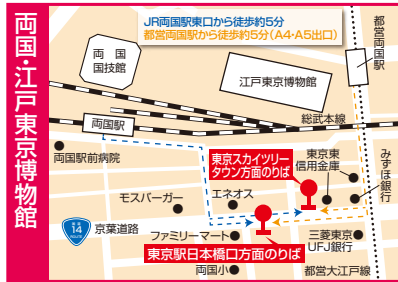 両国・江戸東京博物館
JR両国駅東口から徒歩約5分
都営両国駅から徒歩約5分(A4・A5出口)
都営両国駅
両国
国技館
江戸東京博物館
総武本線
両国駅
両国駅前病院
東京スカイツリー
タウン方面のりば
東京東
信用金庫
みずほ銀行
モスバーガー
エネオス
国道
14
ROUTE
京葉道路
ファミリーマート
三菱東京
UFJ銀行
東京駅日本橋口方面のりば
両国小
都営大江戸線